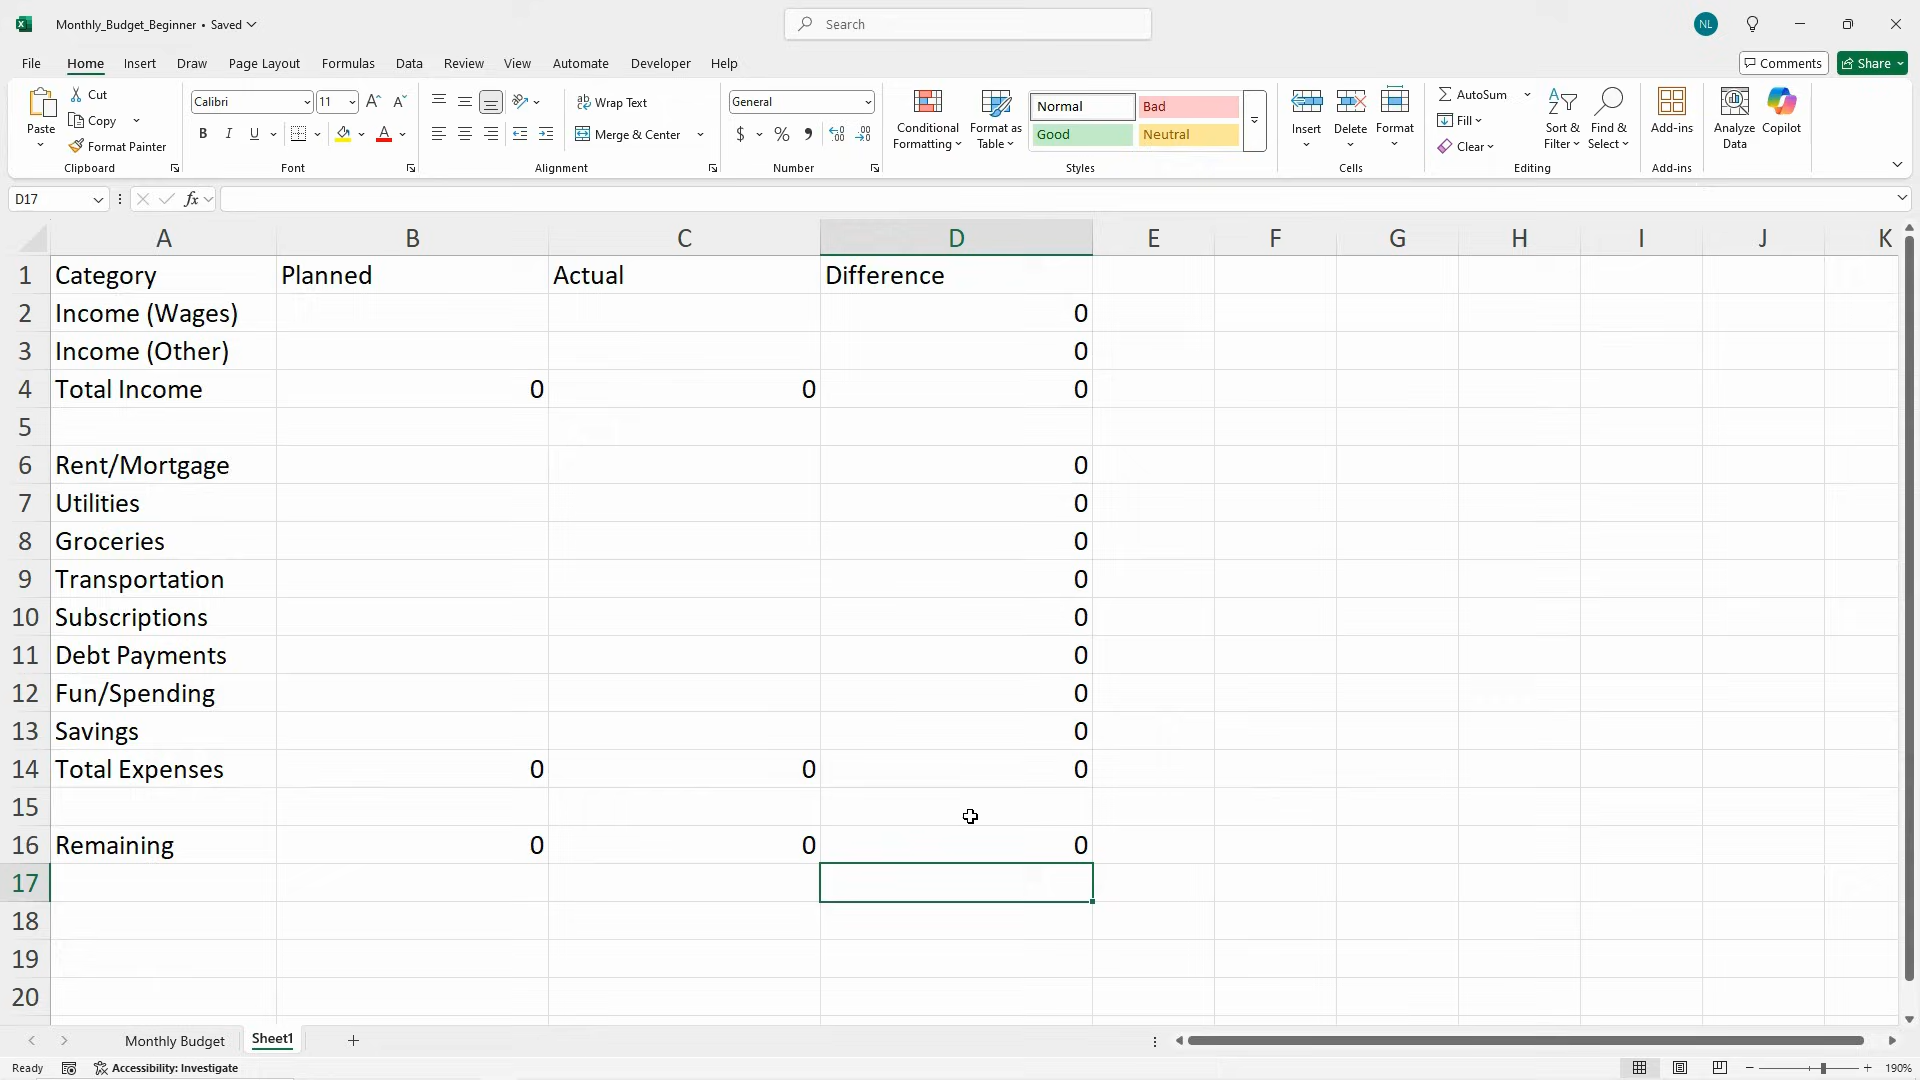 Monthly_Budget_Beginner • Saved
Search
NL
File Home Insert Draw Page Layout Formulas Data Review View Automate Developer Help
Comments Share
Paste
Cut
Copy
Format Painter
Clipboard
Calibri 11
B I U
Font
Wrap Text
Merge & Center
Alignment
General
$ % 9
Number
Conditional Formatting
Format as Table
Normal Bad
Good Neutral
Styles
Insert Delete Format
Cells
AutoSum
Fill
Clear
Sort & Filter
Find & Select
Editing
Add-ins
Add-ins
Analyze Data
Copilot
D17 fx
A B C D E F G H I J K
1 Category Planned Actual Difference
2 Income (Wages) 0
3 Income (Other) 0
4 Total Income 0 0 0
5
6 Rent/Mortgage 0
7 Utilities 0
8 Groceries 0
9 Transportation 0
10 Subscriptions 0
11 Debt Payments 0
12 Fun/Spending 0
13 Savings 0
14 Total Expenses 0 0 0
15
16 Remaining 0 0 0
17
18
19
20
Monthly Budget Sheet1
Ready Accessibility: Investigate 190%